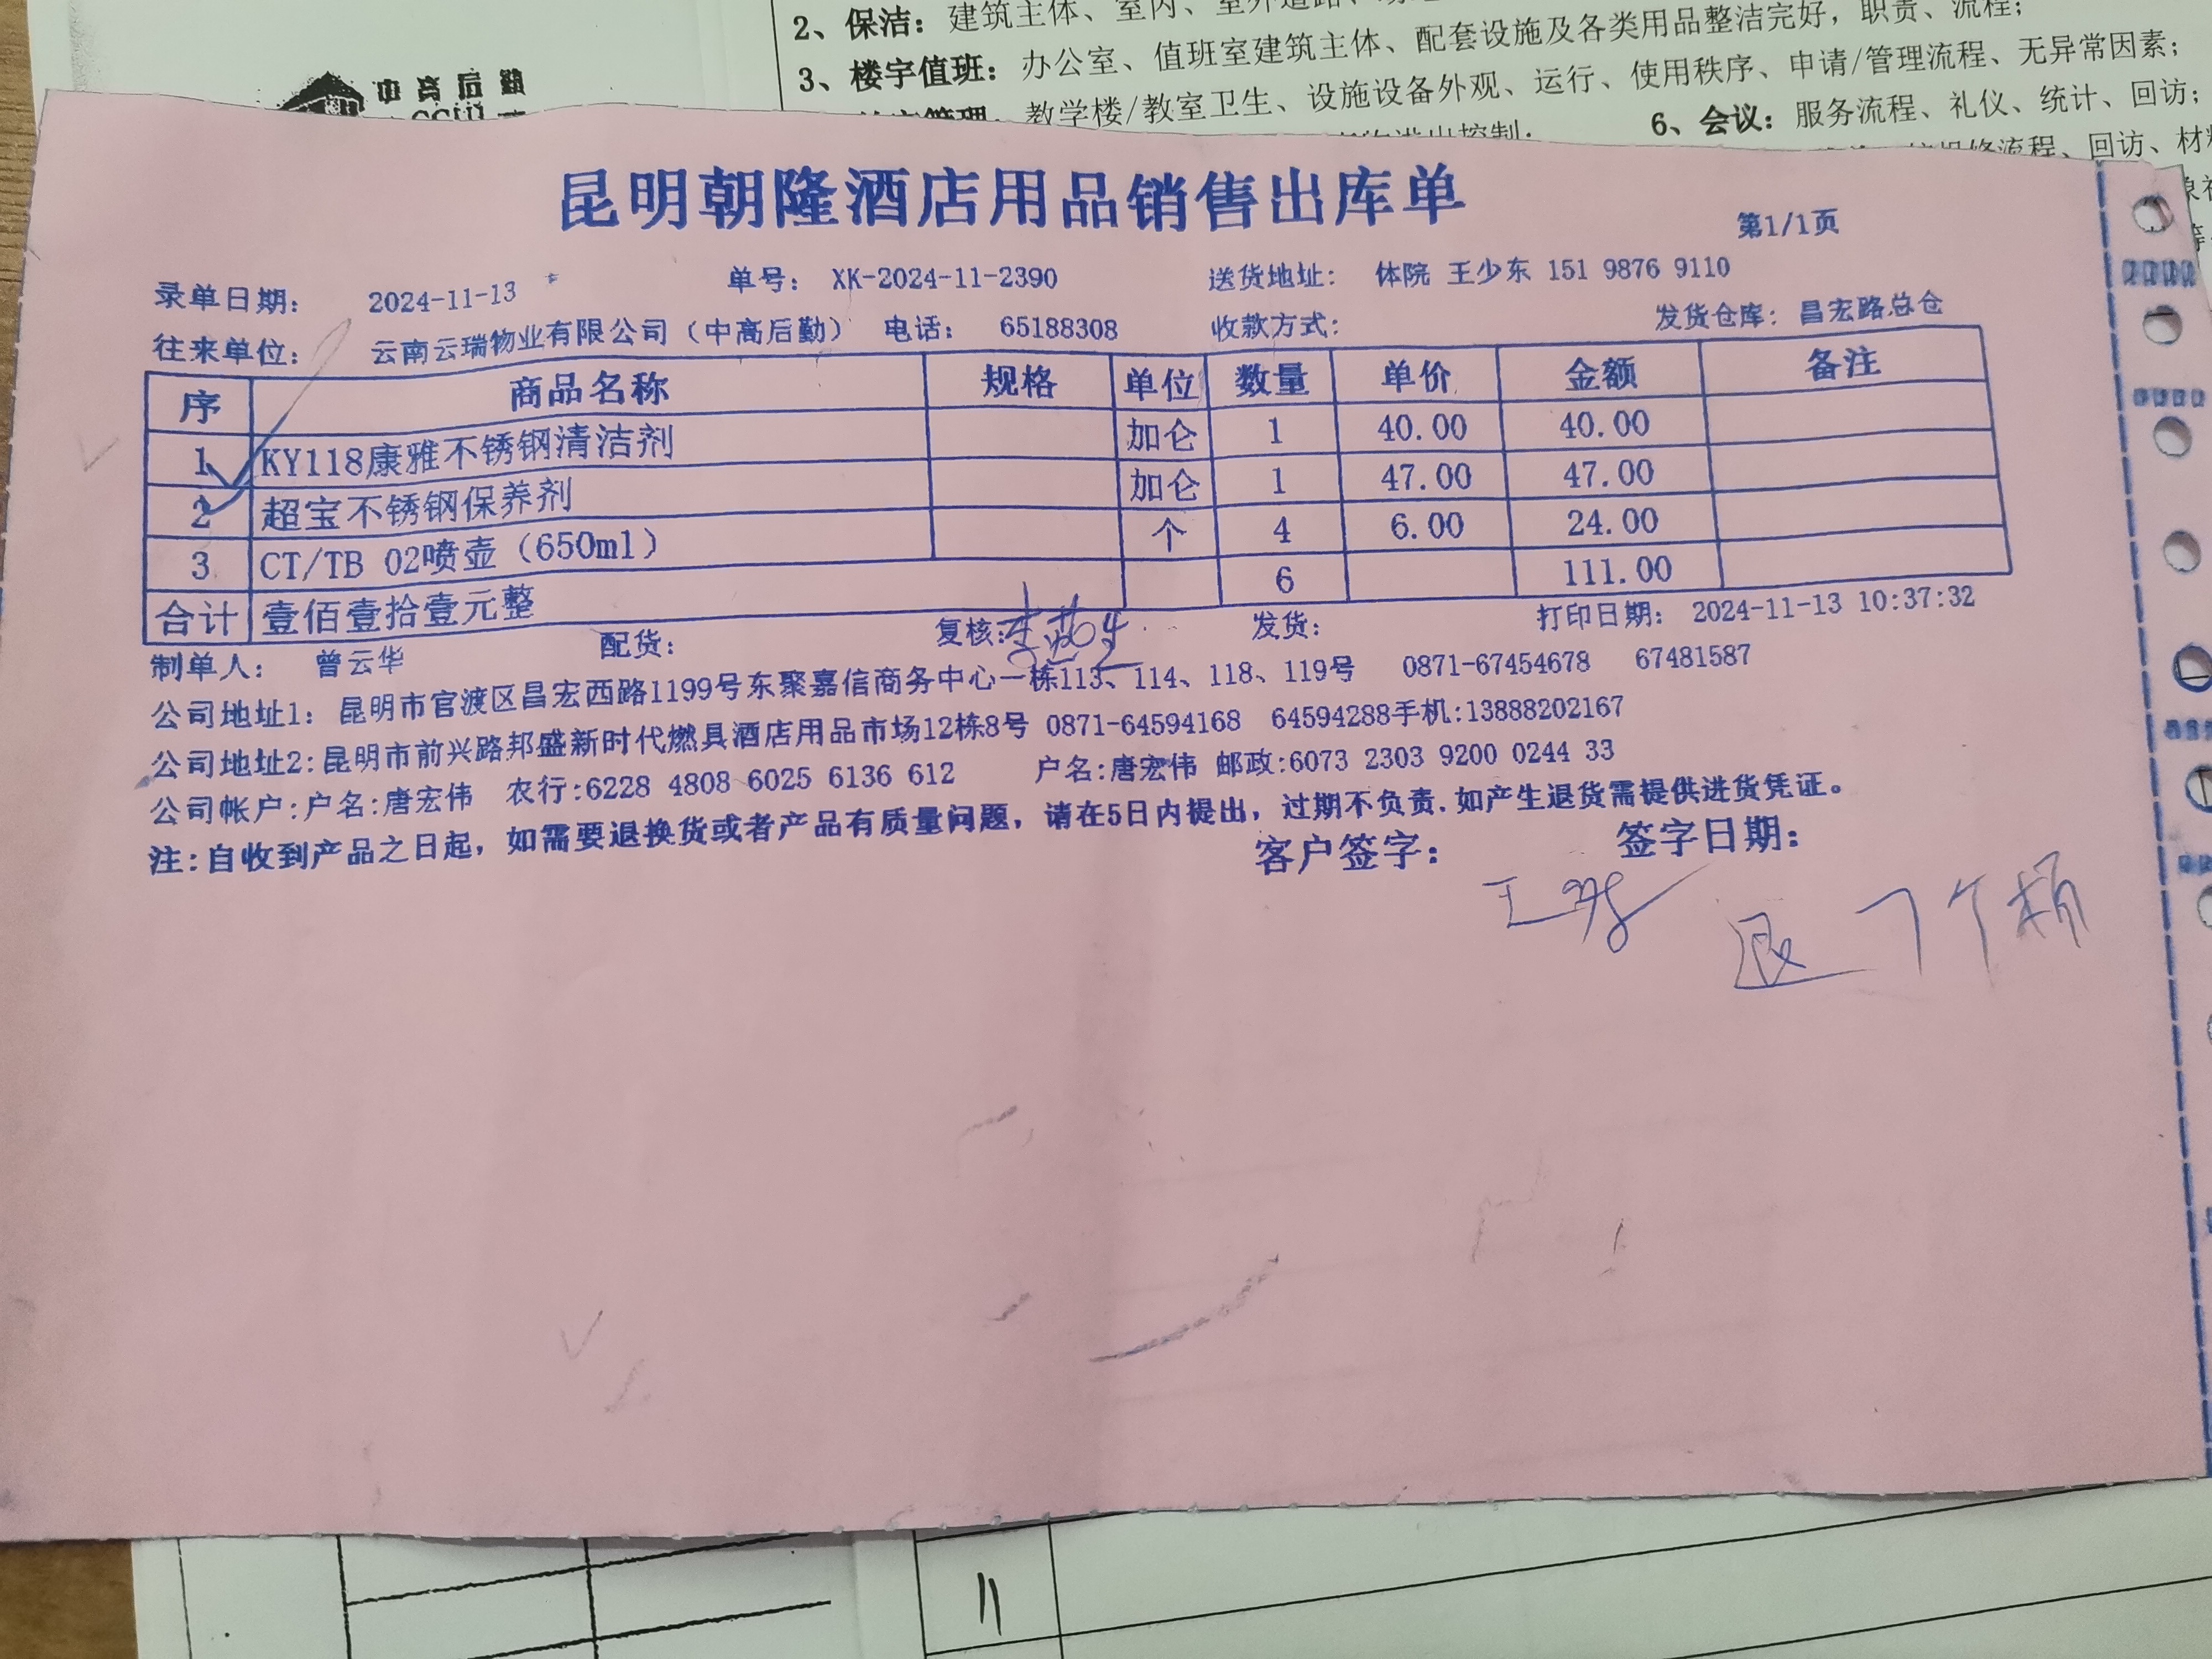 2、保洁：建筑主体、室内、
各类用品整洁完好，职责、流程；
3、楼宇值班：办公室、值班室建筑主体、配套设施及各类用品整洁完好
运行、使用秩序、申请/管理流程、无异常因素；
教学楼/教室卫生、设施设备外观、
6、会议：服务流程、礼仪、统计、回访；
中高后勤
昆明朝隆酒店用品销售出库单
第1/1页
录单日期： 2024-11-13 单号： XK-2024-11-2390 送货地址： 体院 王少东 151 9876 9110
往来单位： 云南云瑞物业有限公司（中高后勤） 电话： 65188308 收款方式： 发货仓库：昌宏路总仓
序 商品名称 规格 单位 数量 单价 金额 备注
1 KY118康雅不锈钢清洁剂 加仑 1 40.00 40.00
2 超宝不锈钢保养剂 加仑 1 47.00 47.00
3 CT/TB 02喷壶（650ml） 个 4 6.00 24.00
合计 壹佰壹拾壹元整 6 111.00
制单人： 曾云华 配货： 复核： 发货： 打印日期： 2024-11-13 10:37:32
公司地址1：昆明市官渡区昌宏西路1199号东聚嘉信商务中心一栋113、114、118、119号 0871-67454678 67481587
公司地址2:昆明市前兴路邦盛新时代燃具酒店用品市场12栋8号 0871-64594168 64594288手机:13888202167
公司帐户:户名:唐宏伟 农行:6228 4808 6025 6136 612 户名:唐宏伟 邮政:6073 2303 9200 0244 33
注:自收到产品之日起，如需要退换货或者产品有质量问题，请在5日内提出，过期不负责.如产生退货需提供进货凭证。
客户签字： 签字日期：
11